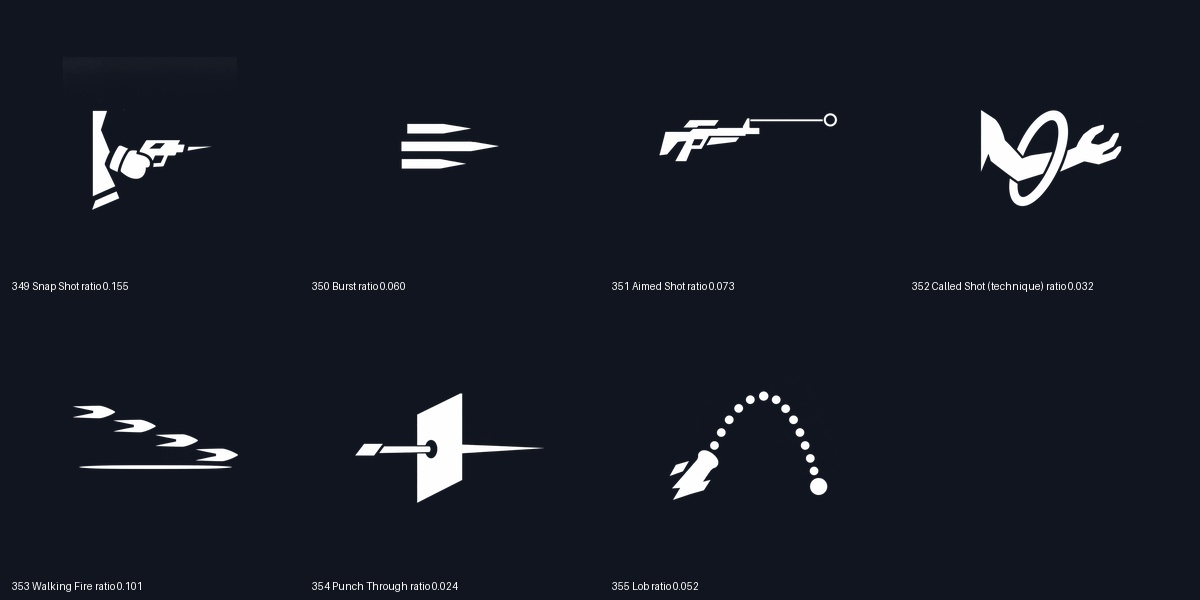 349 Snap Shot ratio 0.155
350 Burst ratio 0.060
351 Aimed Shot ratio 0.073
352 Called Shot (technique) ratio 0.032
353 Walking Fire ratio 0.101
354 Punch Through ratio 0.024
355 Lob ratio 0.052